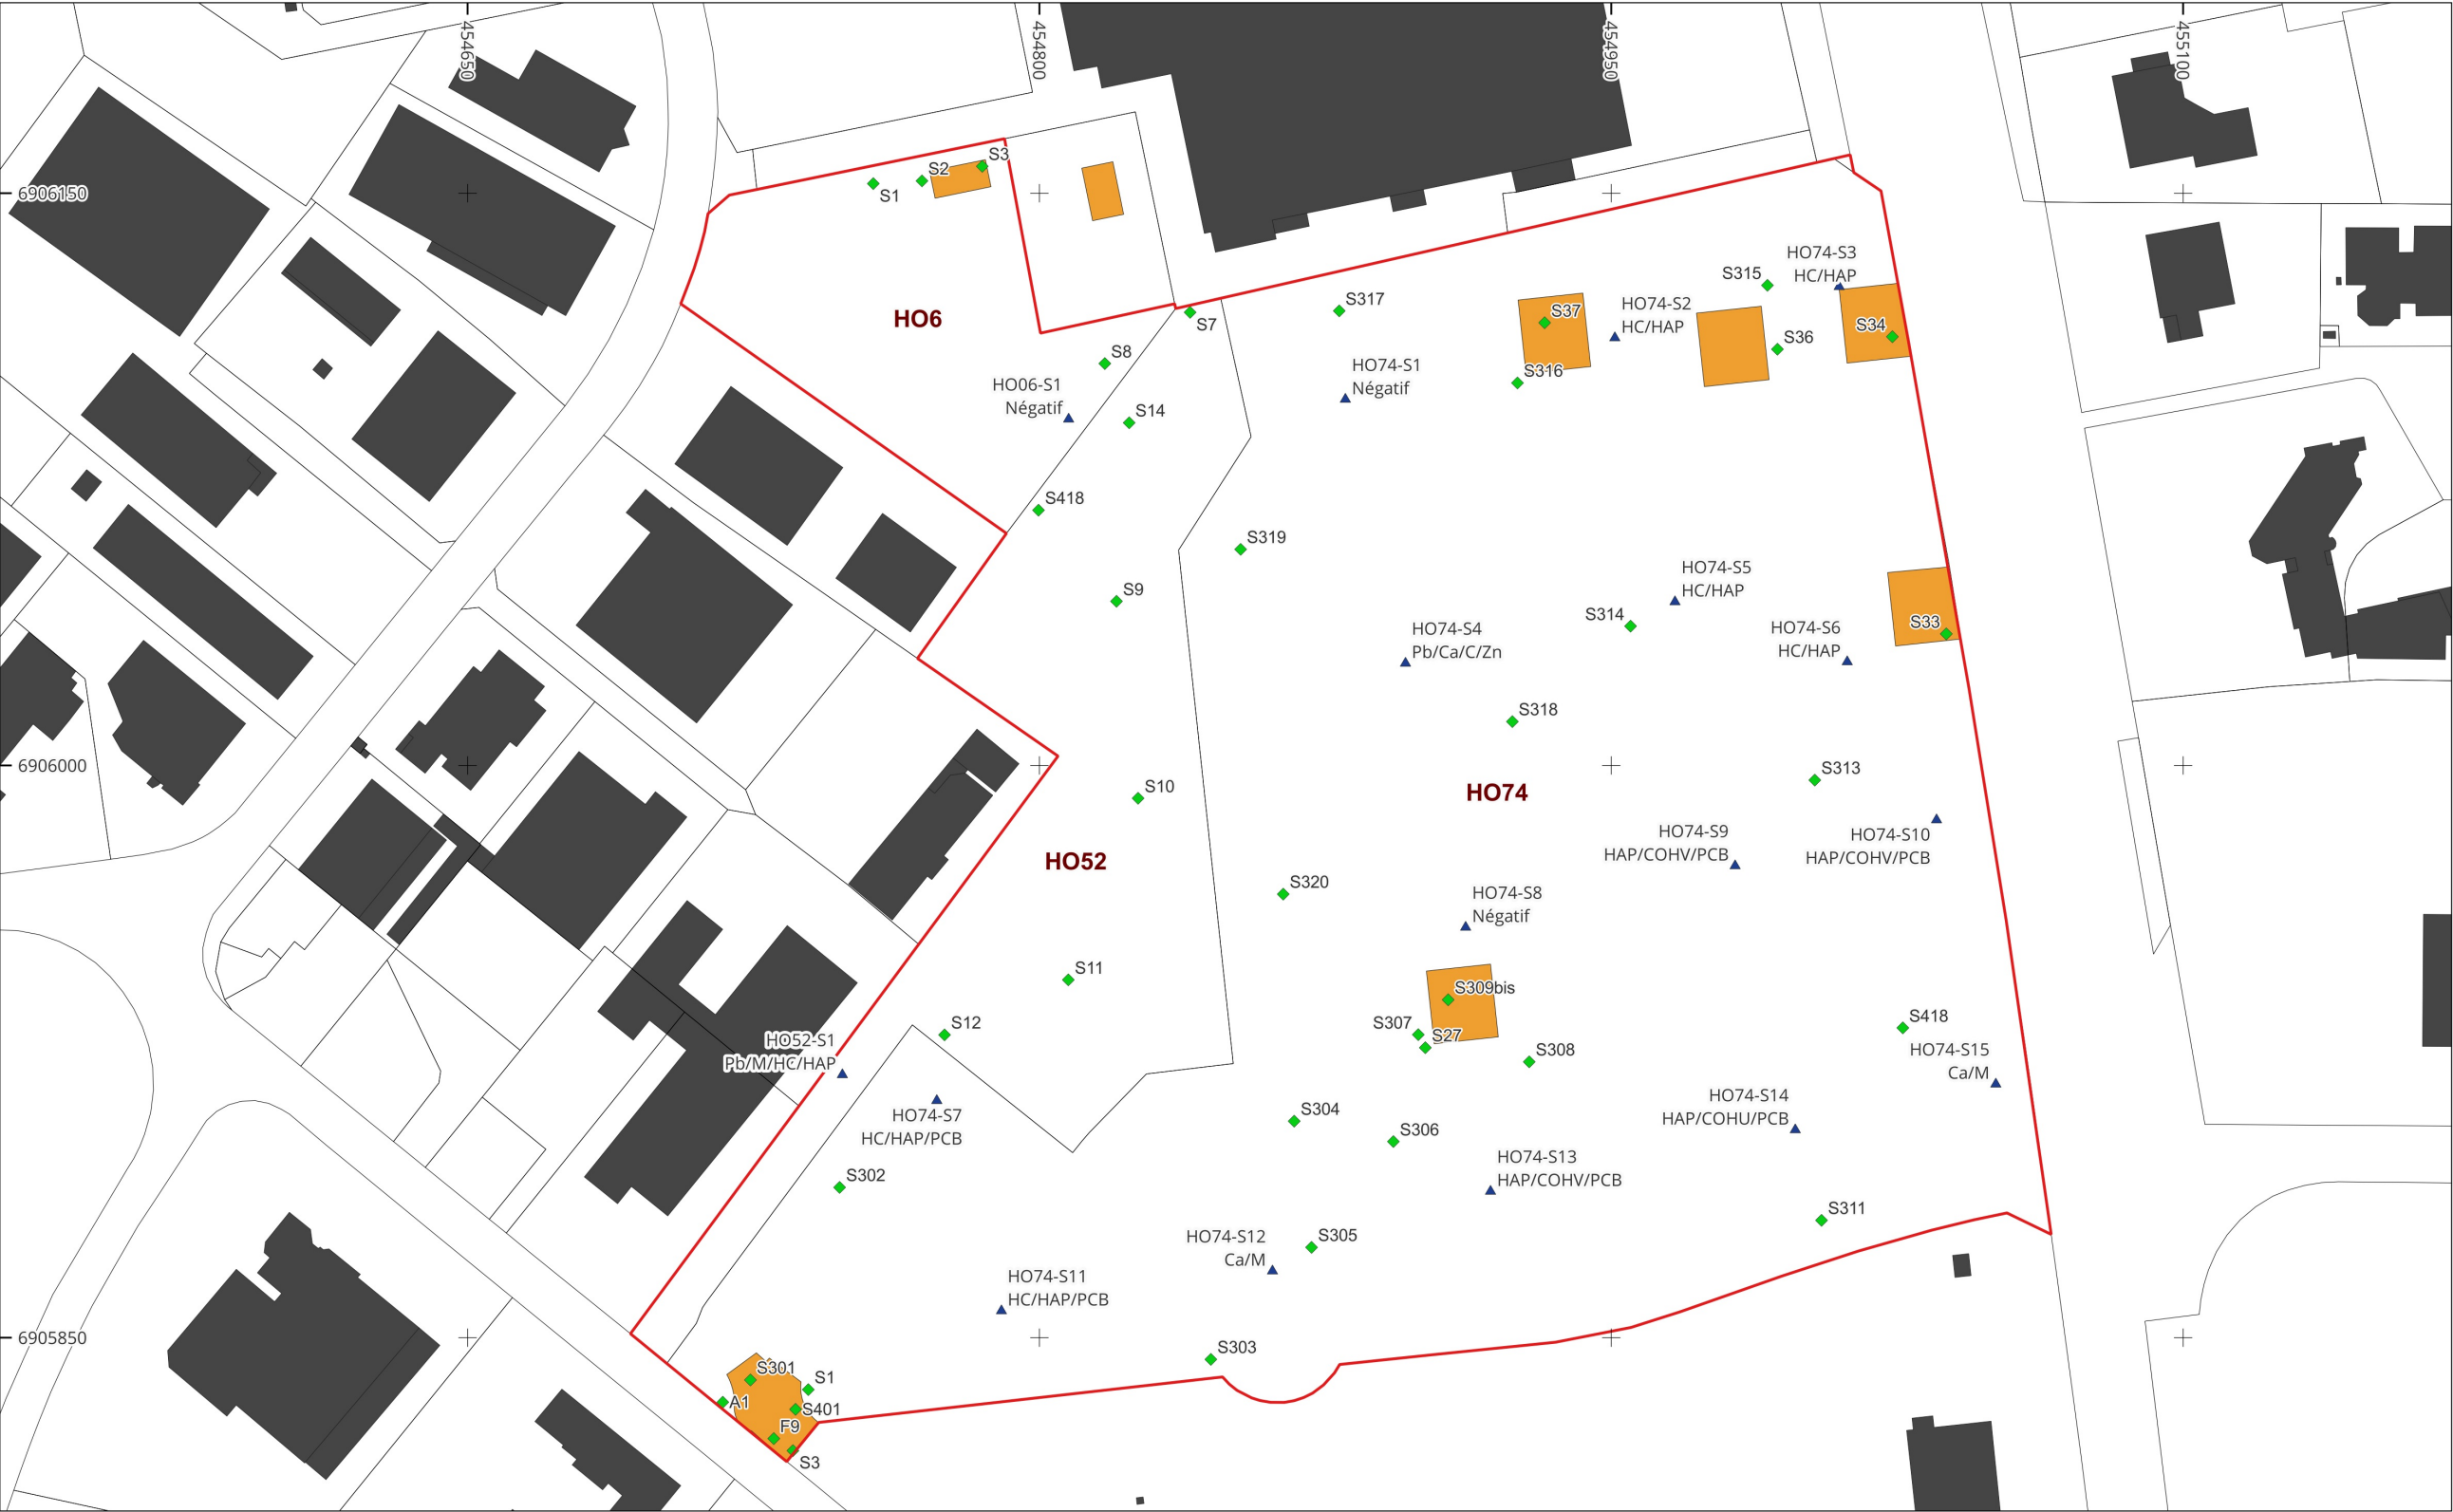 454650
454800
454950
455100
6906150
6906000
6905850
S1
S2
S3
HO6
S7
S8
HO06-S1
Négatif
S14
S418
S317
HO74-S1
Négatif
S37
S316
HO74-S2
HC/HAP
S315
HO74-S3
HC/HAP
S36
S34
S319
S9
HO74-S5
HC/HAP
S314
HO74-S4
Pb/Ca/C/Zn
HO74-S6
HC/HAP
S33
S318
HO74
S313
S10
HO52
HO74-S9
HAP/COHV/PCB
HO74-S10
HAP/COHV/PCB
S320
HO74-S8
Négatif
S11
S309bis
S12
S307
S27
S308
S418
HO52-S1
Pb/M/HC/HAP
HO74-S15
Ca/M
HO74-S7
HC/HAP/PCB
S304
S306
HO74-S14
HAP/COHU/PCB
S302
HO74-S13
HAP/COHV/PCB
S311
HO74-S12
Ca/M
S305
HO74-S11
HC/HAP/PCB
S303
S301
S1
A1
S401
F9
S3